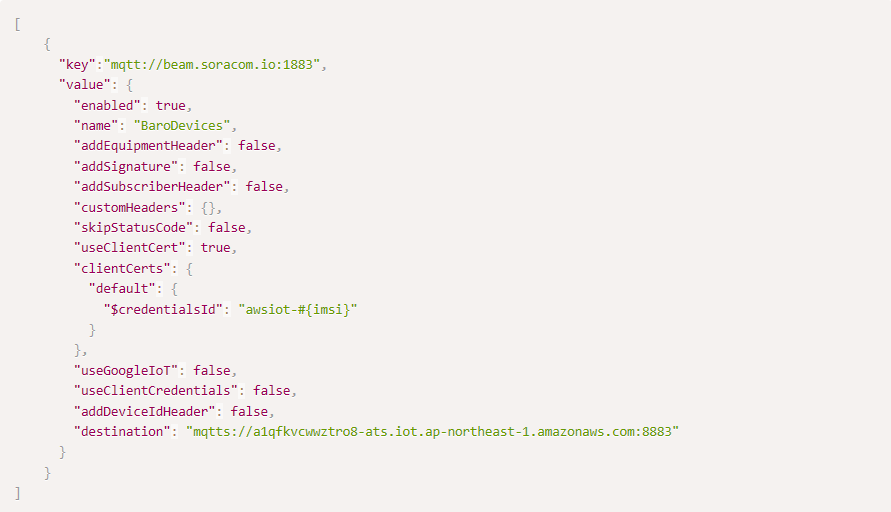 [
{
"key":"mqtt://beam.soracom.io:1883",
"value": {
"enabled": true,
"name": "BaroDevices",
"addEquipmentHeader": false,
"addSignature": false,
"addSubscriberHeader": false,
"customHeaders": {},
"skipStatusCode": false,
"useClientCert": true,
"clientCerts": {
"default": {
"$credentialsId": "awsiot-#{imsi}"
}
},
"useGoogleIoT": false,
"useClientCredentials": false,
"addDeviceIdHeader": false,
"destination": "mqtts://a1qfkvcwwztro8-ats.iot.ap-northeast-1.amazonaws.com:8883"
}
}
]